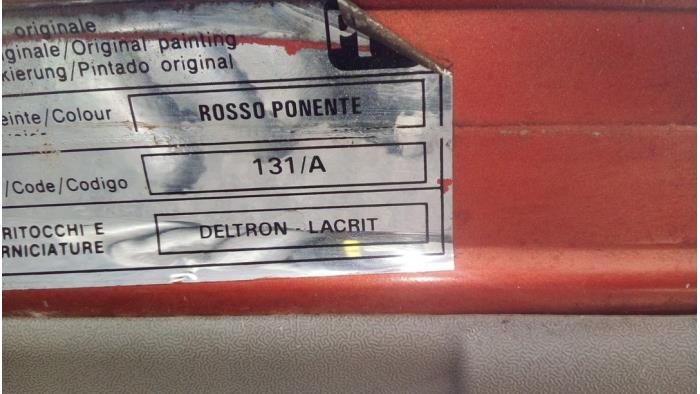 originale
ginale/Original painting
kierung/Pintado original
einte/Colour
ROSSO PONENTE
/Code/Codigo
131/A
RITOCCHI E
RNICIATURE
DELTRON - LACRIT